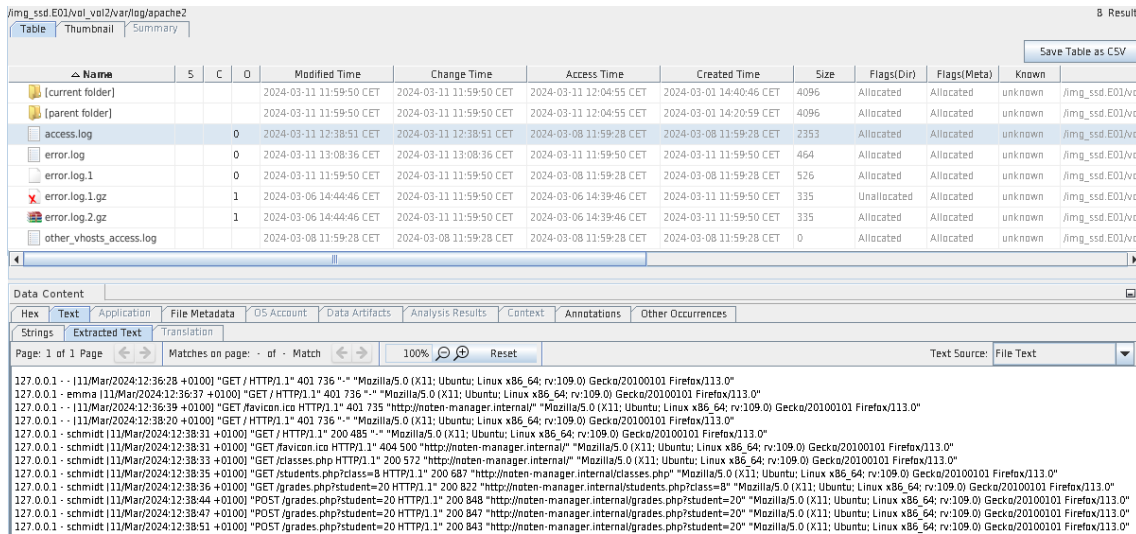 /img_ssd.E01/vol_vol2/var/log/apache2 8 Result
Table Thumbnail Summary
Save Table as CSV
Name S C O Modified Time Change Time Access Time Created Time Size Flags(Dir) Flags(Meta) Known
[current folder] 2024-03-11 11:59:50 CET 2024-03-11 11:59:50 CET 2024-03-11 12:04:55 CET 2024-03-01 14:40:46 CET 4096 Allocated Allocated unknown /img_ssd.E01/vo
[parent folder] 2024-03-11 11:59:50 CET 2024-03-11 11:59:50 CET 2024-03-11 12:04:55 CET 2024-03-01 14:20:59 CET 4096 Allocated Allocated unknown /img_ssd.E01/vo
access.log 0 2024-03-11 12:38:51 CET 2024-03-11 12:38:51 CET 2024-03-08 11:59:28 CET 2024-03-08 11:59:28 CET 2353 Allocated Allocated unknown /img_ssd.E01/vo
error.log 0 2024-03-11 13:08:36 CET 2024-03-11 13:08:36 CET 2024-03-11 11:59:50 CET 2024-03-11 11:59:50 CET 464 Allocated Allocated unknown /img_ssd.E01/vo
error.log.1 0 2024-03-11 11:59:50 CET 2024-03-11 11:59:50 CET 2024-03-08 11:59:28 CET 2024-03-08 11:59:28 CET 526 Allocated Allocated unknown /img_ssd.E01/vo
error.log.1.gz 1 2024-03-06 14:44:46 CET 2024-03-11 11:59:50 CET 2024-03-06 14:39:46 CET 2024-03-06 14:39:46 CET 335 Unallocated Allocated unknown /img_ssd.E01/vo
error.log.2.gz 1 2024-03-06 14:44:46 CET 2024-03-11 11:59:50 CET 2024-03-06 14:39:46 CET 2024-03-06 14:39:46 CET 335 Allocated Allocated unknown /img_ssd.E01/vo
other_vhosts_access.log 2024-03-08 11:59:28 CET 2024-03-08 11:59:28 CET 2024-03-08 11:59:28 CET 2024-03-08 11:59:28 CET 0 Allocated Allocated unknown /img_ssd.E01/vo
Data Content
Hex Text Application File Metadata OS Account Data Artifacts Analysis Results Context Annotations Other Occurrences
Strings Extracted Text Translation
Page: 1 of 1 Page Matches on page: - of - Match 100% Reset Text Source: File Text
127.0.0.1 - - [11/Mar/2024:12:36:28 +0100] "GET / HTTP/1.1" 401 736 "-" "Mozilla/5.0 (X11; Ubuntu; Linux x86_64; rv:109.0) Gecko/20100101 Firefox/113.0"
127.0.0.1 - emma [11/Mar/2024:12:36:37 +0100] "GET / HTTP/1.1" 401 736 "-" "Mozilla/5.0 (X11; Ubuntu; Linux x86_64; rv:109.0) Gecko/20100101 Firefox/113.0"
127.0.0.1 - - [11/Mar/2024:12:36:39 +0100] "GET /favicon.ico HTTP/1.1" 401 735 "http://noten-manager.internal/" "Mozilla/5.0 (X11; Ubuntu; Linux x86_64; rv:109.0) Gecko/20100101 Firefox/113.0"
127.0.0.1 - - [11/Mar/2024:12:38:20 +0100] "GET / HTTP/1.1" 401 736 "-" "Mozilla/5.0 (X11; Ubuntu; Linux x86_64; rv:109.0) Gecko/20100101 Firefox/113.0"
127.0.0.1 - schmidt [11/Mar/2024:12:38:31 +0100] "GET / HTTP/1.1" 200 485 "-" "Mozilla/5.0 (X11; Ubuntu; Linux x86_64; rv:109.0) Gecko/20100101 Firefox/113.0"
127.0.0.1 - schmidt [11/Mar/2024:12:38:31 +0100] "GET /favicon.ico HTTP/1.1" 404 500 "http://noten-manager.internal/" "Mozilla/5.0 (X11; Ubuntu; Linux x86_64; rv:109.0) Gecko/20100101 Firefox/113.0"
127.0.0.1 - schmidt [11/Mar/2024:12:38:33 +0100] "GET /classes.php HTTP/1.1" 200 572 "http://noten-manager.internal/" "Mozilla/5.0 (X11; Ubuntu; Linux x86_64; rv:109.0) Gecko/20100101 Firefox/113.0"
127.0.0.1 - schmidt [11/Mar/2024:12:38:35 +0100] "GET /students.php?class=8 HTTP/1.1" 200 687 "http://noten-manager.internal/classes.php" "Mozilla/5.0 (X11; Ubuntu; Linux x86_64; rv:109.0) Gecko/20100101 Firefox/113.0"
127.0.0.1 - schmidt [11/Mar/2024:12:38:36 +0100] "GET /grades.php?student=20 HTTP/1.1" 200 822 "http://noten-manager.internal/students.php?class=8" "Mozilla/5.0 (X11; Ubuntu; Linux x86_64; rv:109.0) Gecko/20100101 Firefox/113.0"
127.0.0.1 - schmidt [11/Mar/2024:12:38:44 +0100] "POST /grades.php?student=20 HTTP/1.1" 200 848 "http://noten-manager.internal/grades.php?student=20" "Mozilla/5.0 (X11; Ubuntu; Linux x86_64; rv:109.0) Gecko/20100101 Firefox/113.0"
127.0.0.1 - schmidt [11/Mar/2024:12:38:47 +0100] "POST /grades.php?student=20 HTTP/1.1" 200 847 "http://noten-manager.internal/grades.php?student=20" "Mozilla/5.0 (X11; Ubuntu; Linux x86_64; rv:109.0) Gecko/20100101 Firefox/113.0"
127.0.0.1 - schmidt [11/Mar/2024:12:38:51 +0100] "POST /grades.php?student=20 HTTP/1.1" 200 843 "http://noten-manager.internal/grades.php?student=20" "Mozilla/5.0 (X11; Ubuntu; Linux x86_64; rv:109.0) Gecko/20100101 Firefox/113.0"